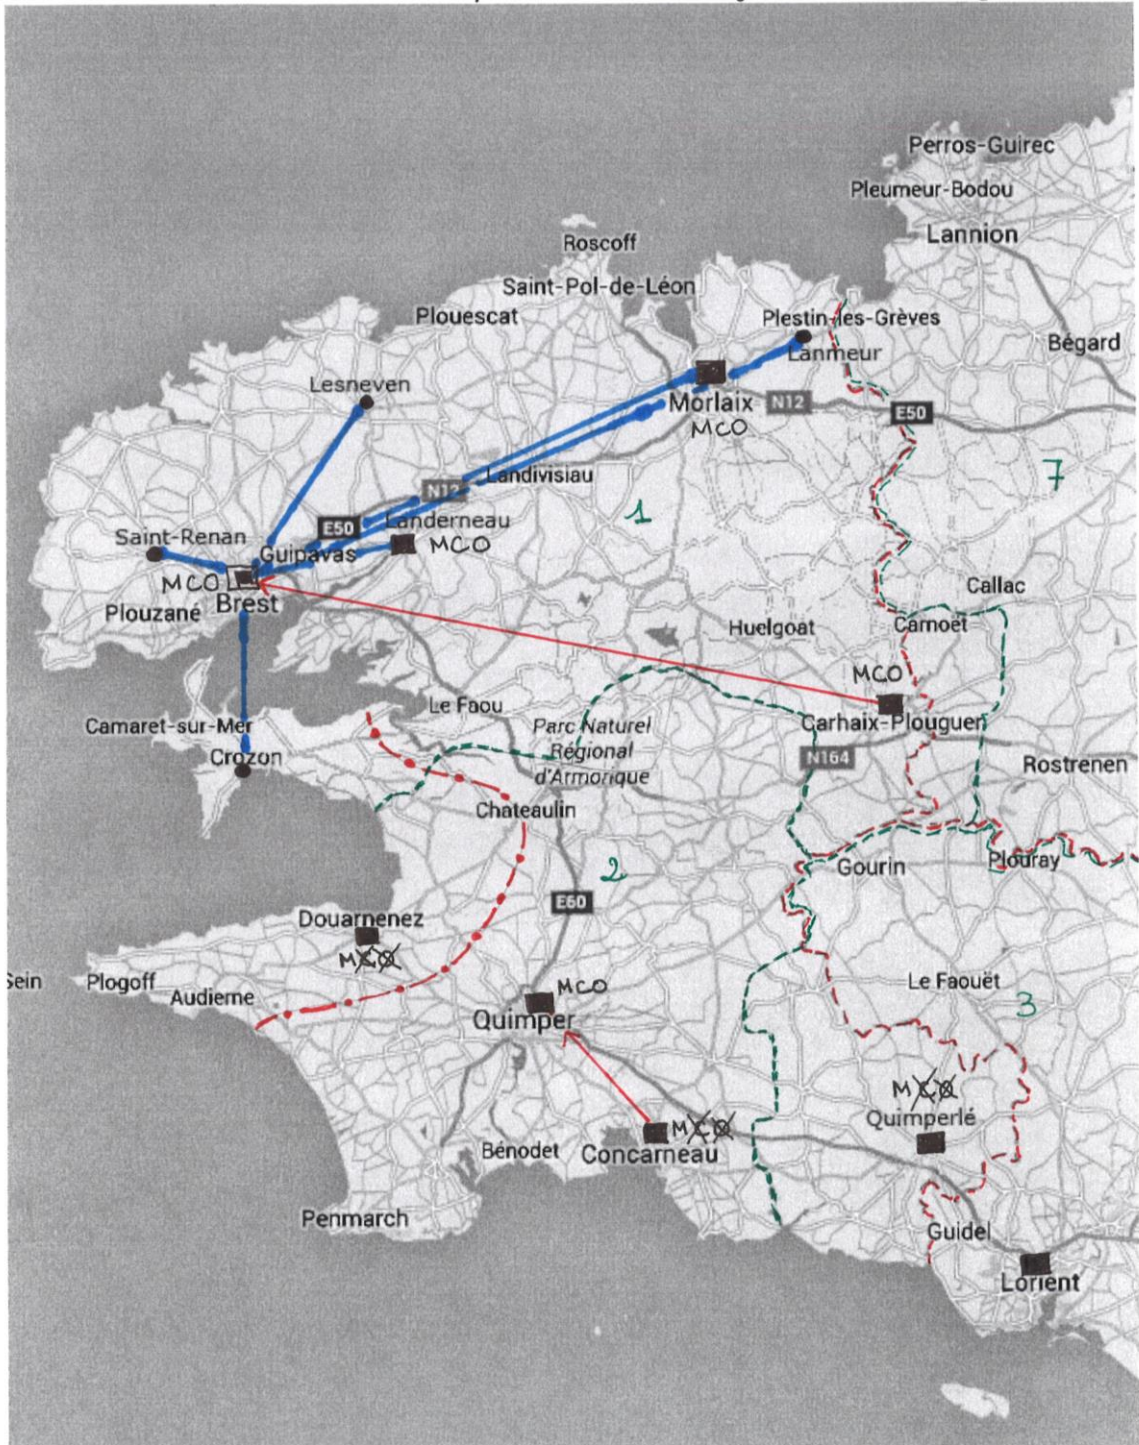 Perros-Guirec
Pleumeur-Bodou
Lannion
Roscoff
Saint-Pol-de-Léon
Plouescat
Plestin-les-Grèves
Lanmeur
Bégard
Lesneven
Morlaix
N12
E50
MCO
Landivisiau
7
N12
1
E50
Landerneau
Saint-Renan
MCO
Guipavas
MCO
Brest
Plouzané
Callac
Carnoët
Huelgoat
MCO
Le Faou
Carhaix-Plouguer
Camaret-sur-Mer
Parc Naturel
Régional
d'Armorique
Crozon
N164
Rostrenen
Chateaulin
2
Gourin
Plouray
E60
Douarnenez
MCO
Sein
Plogoff
Audierne
Le Faouët
MCO
3
Quimper
MCO
Quimperlé
MCO
Bénodet
Concarneau
Penmarch
Guidel
Lorient